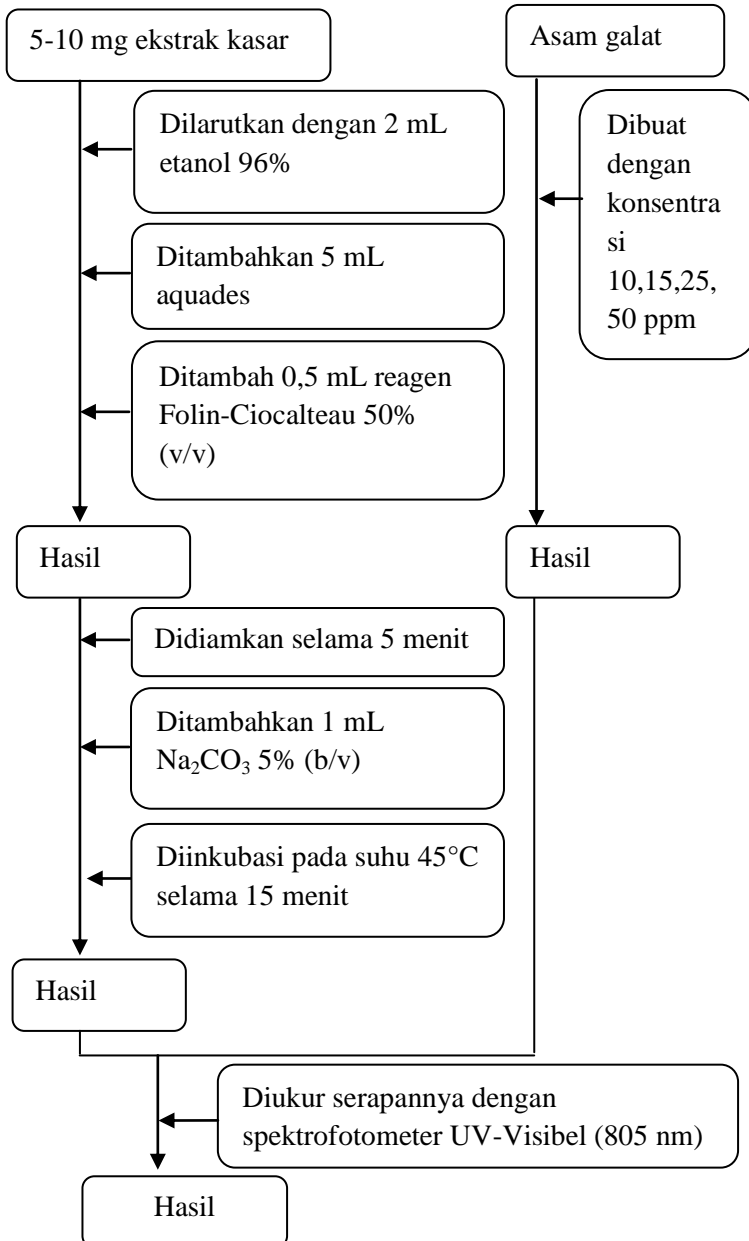 5-10 mg ekstrak kasar
Asam galat
Dilarutkan dengan 2 mL
etanol 96%
Dibuat
dengan
konsentra
si
10,15,25,
50 ppm
Ditambahkan 5 mL
aquades
Ditambah 0,5 mL reagen
Folin-Ciocalteau 50%
(v/v)
Hasil
Hasil
Didiamkan selama 5 menit
Ditambahkan 1 mL
Na₂CO₃ 5% (b/v)
Diinkubasi pada suhu 45°C
selama 15 menit
Hasil
Diukur serapannya dengan
spektrofotometer UV-Visibel (805 nm)
Hasil